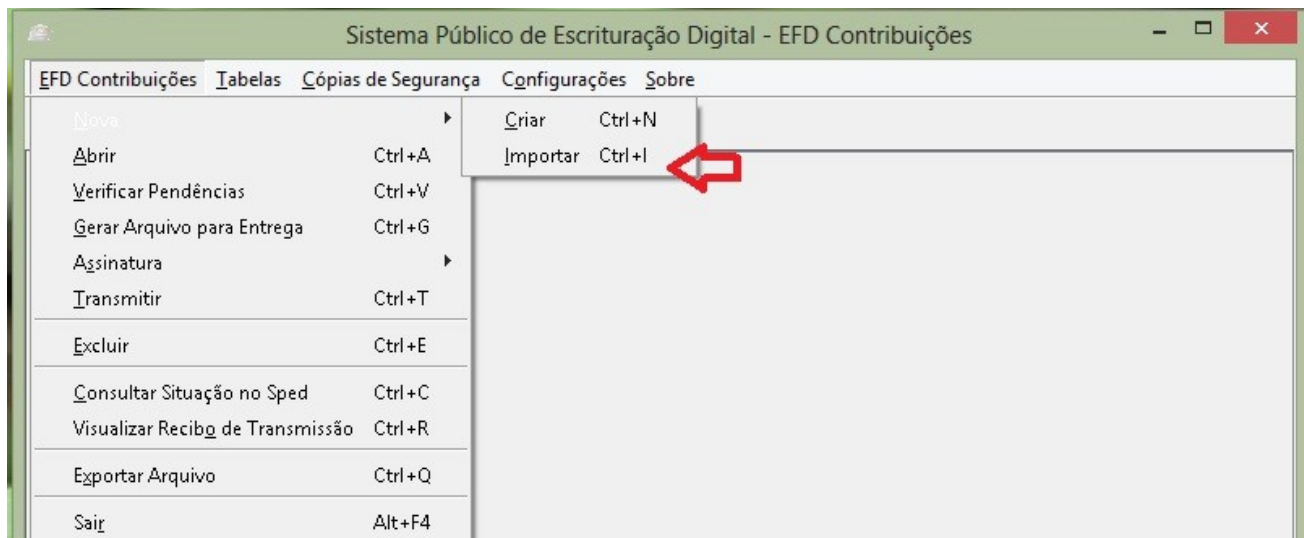 Sistema Público de Escrituração Digital - EFD Contribuições
EFD Contribuições Tabelas Cópias de Segurança Configurações Sobre
Nova
Criar Ctrl+N
Abrir Ctrl+A
Importar Ctrl+I
Verificar Pendências Ctrl+V
Gerar Arquivo para Entrega Ctrl+G
Assinatura
Transmitir Ctrl+T
Excluir Ctrl+E
Consultar Situação no Sped Ctrl+C
Visualizar Recibo de Transmissão Ctrl+R
Exportar Arquivo Ctrl+Q
Sair Alt+F4